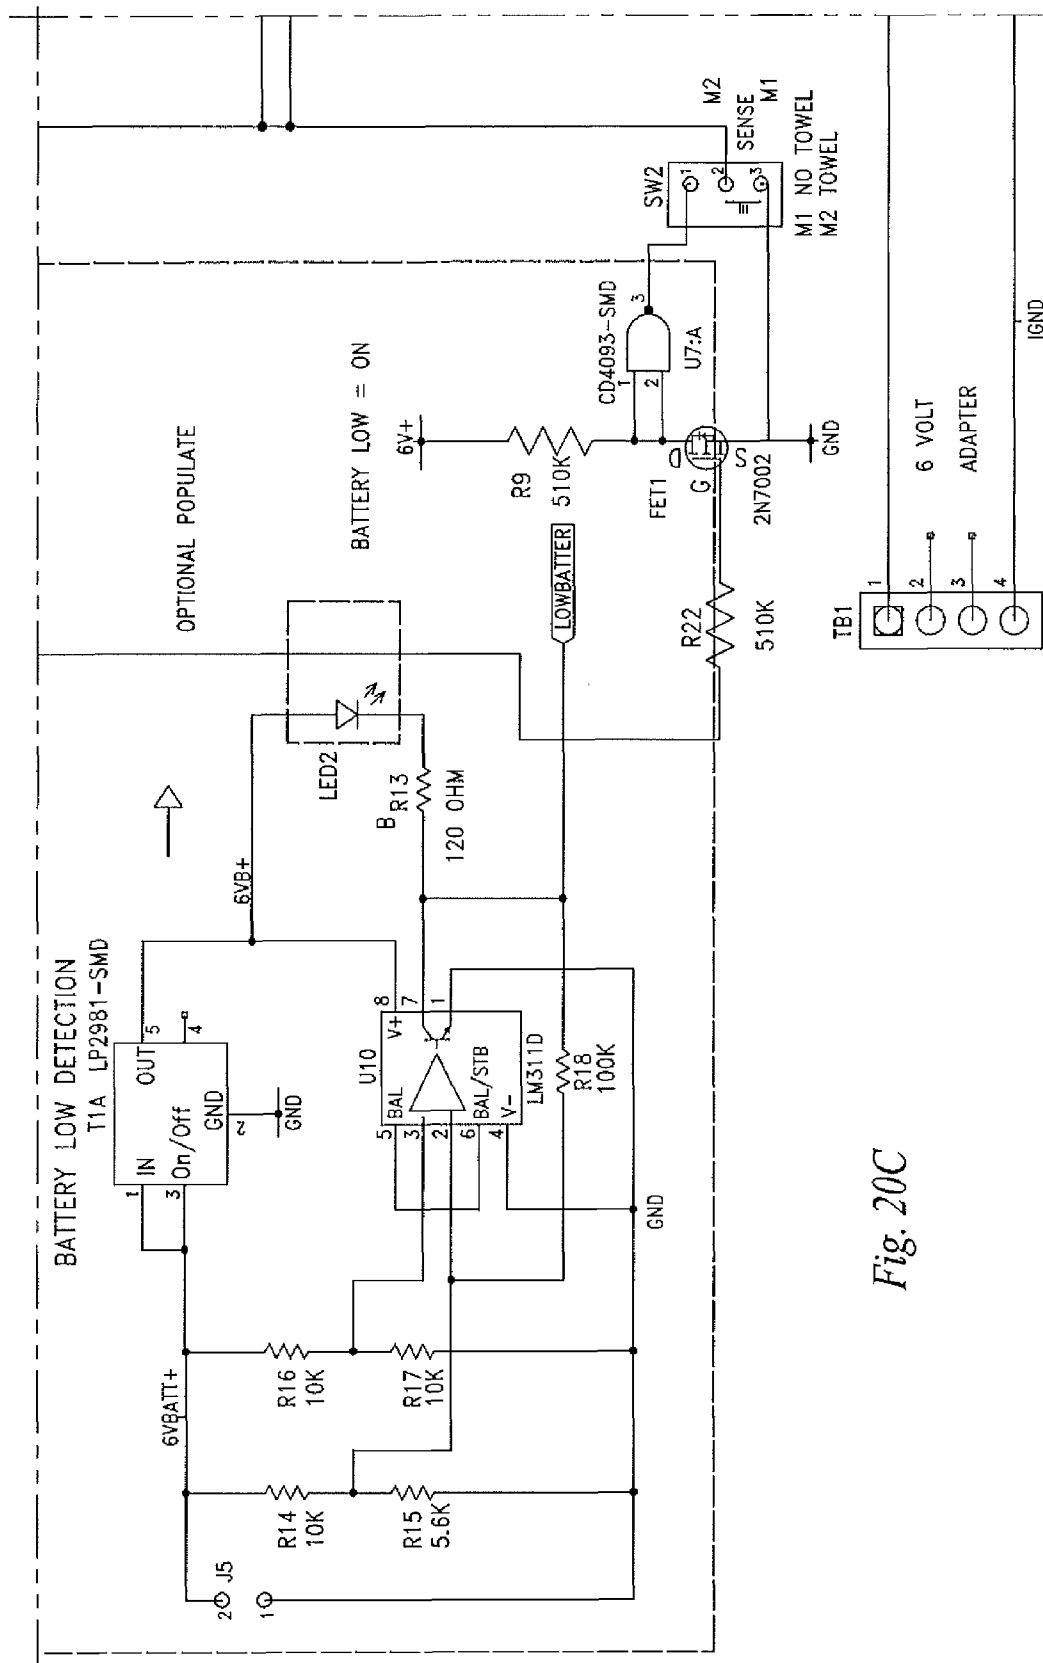 BATTERY LOW DETECTION
T1A LP2981-SMD
IN
OUT
On/Off
GND
1
3
5
4
2
GND
6VBATT+
6VB+
OPTIONAL POPULATE
BATTERY LOW = ON
LED2
B
R13
120 OHM
J5
2
1
R14
10K
R15
5.6K
R16
10K
R17
10K
U10
BAL
V+
BAL/STB
V-
5
3
2
6
4
8
7
1
LM311D
R18
100K
GND
LOWBATTER
6V+
R9
510K
CD4093-SMD
1
2
3
U7:A
FET1
D
G
S
2N7002
GND
R22
510K
SW2
1
2
3
M2
SENSE
M1
M1 NO TOWEL
M2 TOWEL
TB1
1
2
3
4
6 VOLT
ADAPTER
IGND
Fig. 20C